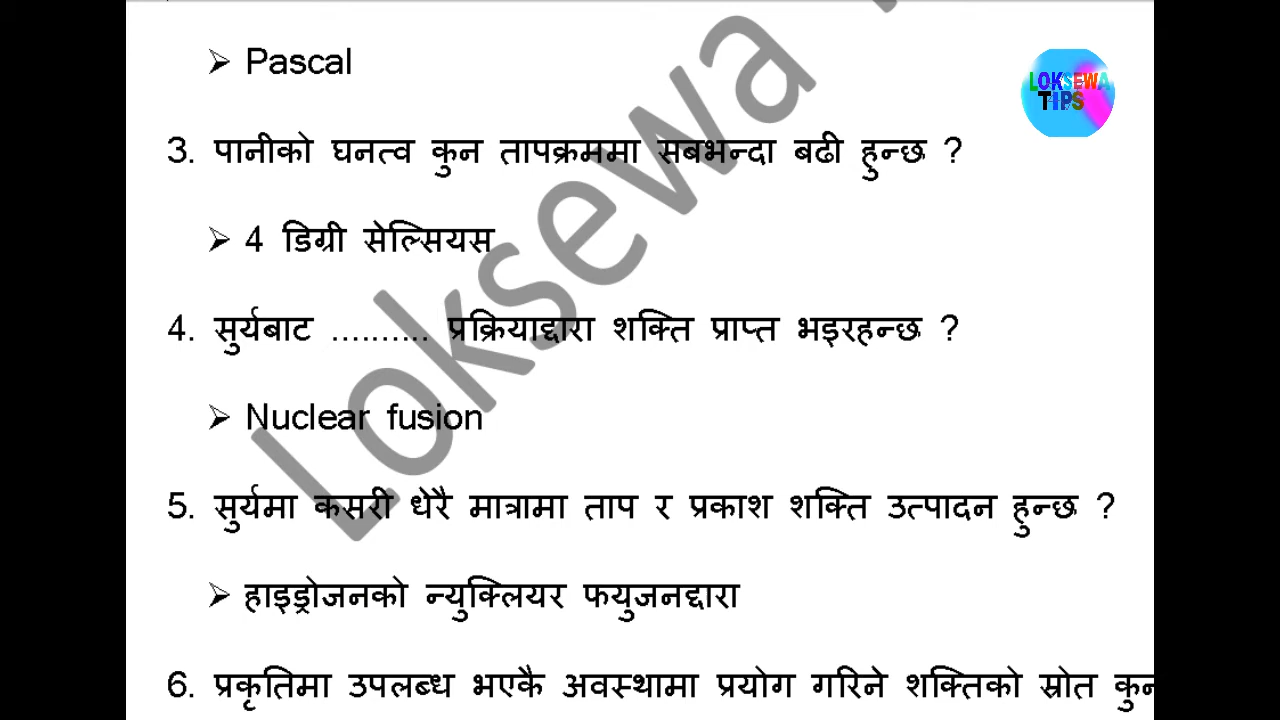 ➢ Pascal
LOKSEWA
TIPS
3. पानीको घनत्व कुन तापक्रममा सबभन्दा बढी हुन्छ ?
➢ 4 डिग्री सेल्सियस
4. सुर्यबाट .......... प्रक्रियाद्दारा शक्ति प्राप्त भइरहन्छ ?
➢ Nuclear fusion
5. सुर्यमा कसरी धेरै मात्रामा ताप र प्रकाश शक्ति उत्पादन हुन्छ ?
➢ हाइड्रोजनको न्युक्लियर फयुजनद्दारा
6. प्रकृतिमा उपलब्ध भएकै अवस्थामा प्रयोग गरिने शक्तिको स्रोत कुन
Loksewa